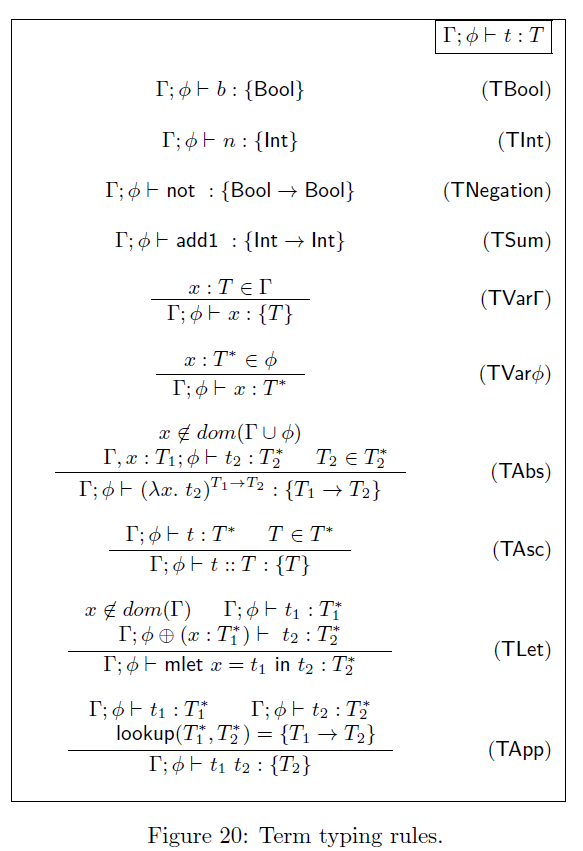 Γ; ϕ ⊢ t : T
Γ; ϕ ⊢ b : {Bool} (TBool)
Γ; ϕ ⊢ n : {Int} (TInt)
Γ; ϕ ⊢ not : {Bool → Bool} (TNegation)
Γ; ϕ ⊢ add1 : {Int → Int} (TSum)
x : T ∈ Γ
Γ; ϕ ⊢ x : {T} (TVarΓ)
x : T* ∈ ϕ
Γ; ϕ ⊢ x : T* (TVarϕ)
x ∉ dom(Γ ∪ ϕ)
Γ, x : T₁; ϕ ⊢ t₂ : T₂* T₂ ∈ T₂*
Γ; ϕ ⊢ (λx. t₂)^{T₁→T₂} : {T₁ → T₂} (TAbs)
Γ; ϕ ⊢ t : T* T ∈ T*
Γ; ϕ ⊢ t :: T : {T} (TAsc)
x ∉ dom(Γ) Γ; ϕ ⊢ t₁ : T₁*
Γ; ϕ ⊕ (x : T₁*) ⊢ t₂ : T₂*
Γ; ϕ ⊢ mlet x = t₁ in t₂ : T₂* (TLet)
Γ; ϕ ⊢ t₁ : T₁* Γ; ϕ ⊢ t₂ : T₂*
lookup(T₁*, T₂*) = {T₁ → T₂}
Γ; ϕ ⊢ t₁ t₂ : {T₂} (TApp)
Figure 20: Term typing rules.